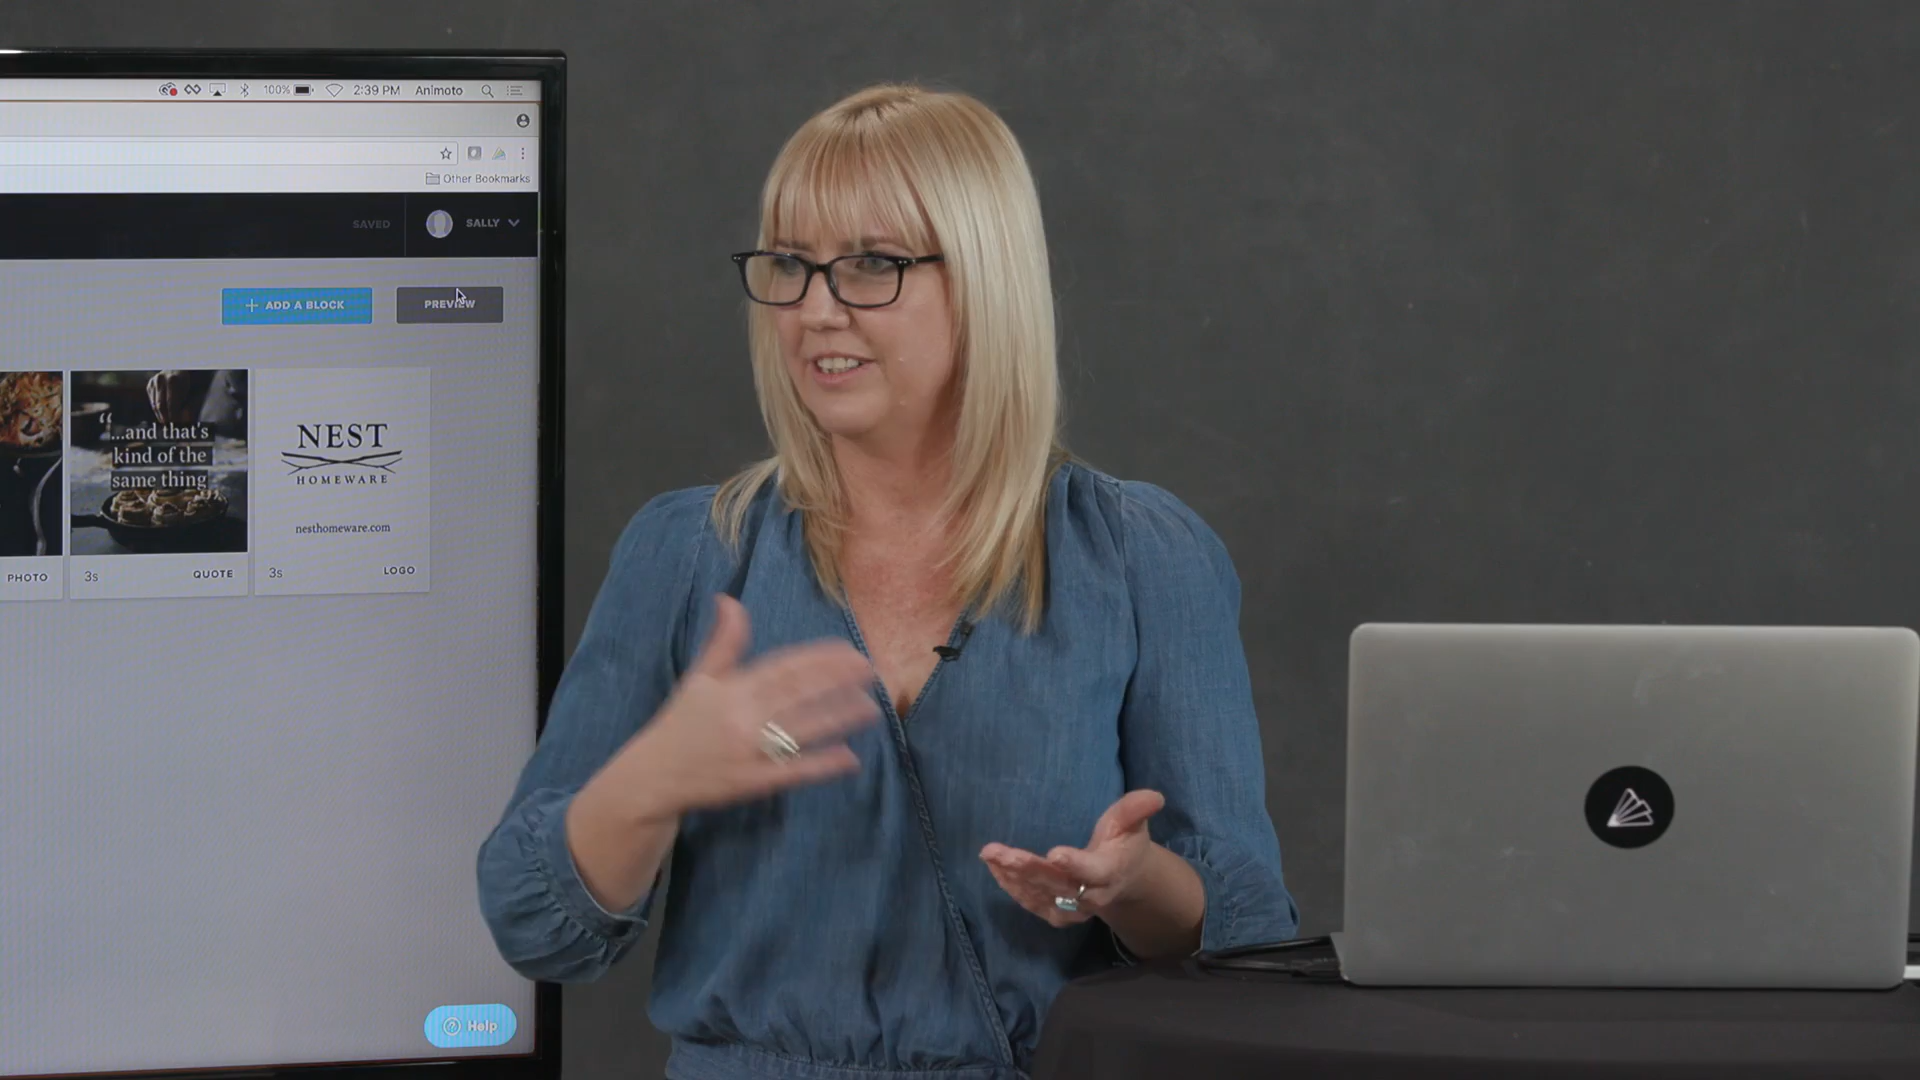 100% 2:39 PM Animoto
Other Bookmarks
SAVED SALLY
+ ADD A BLOCK PREVIEW
“...and that's
kind of the
same thing
NEST
HOMEWARE
nesthomeware.com
PHOTO 3s QUOTE 3s LOGO
? Help